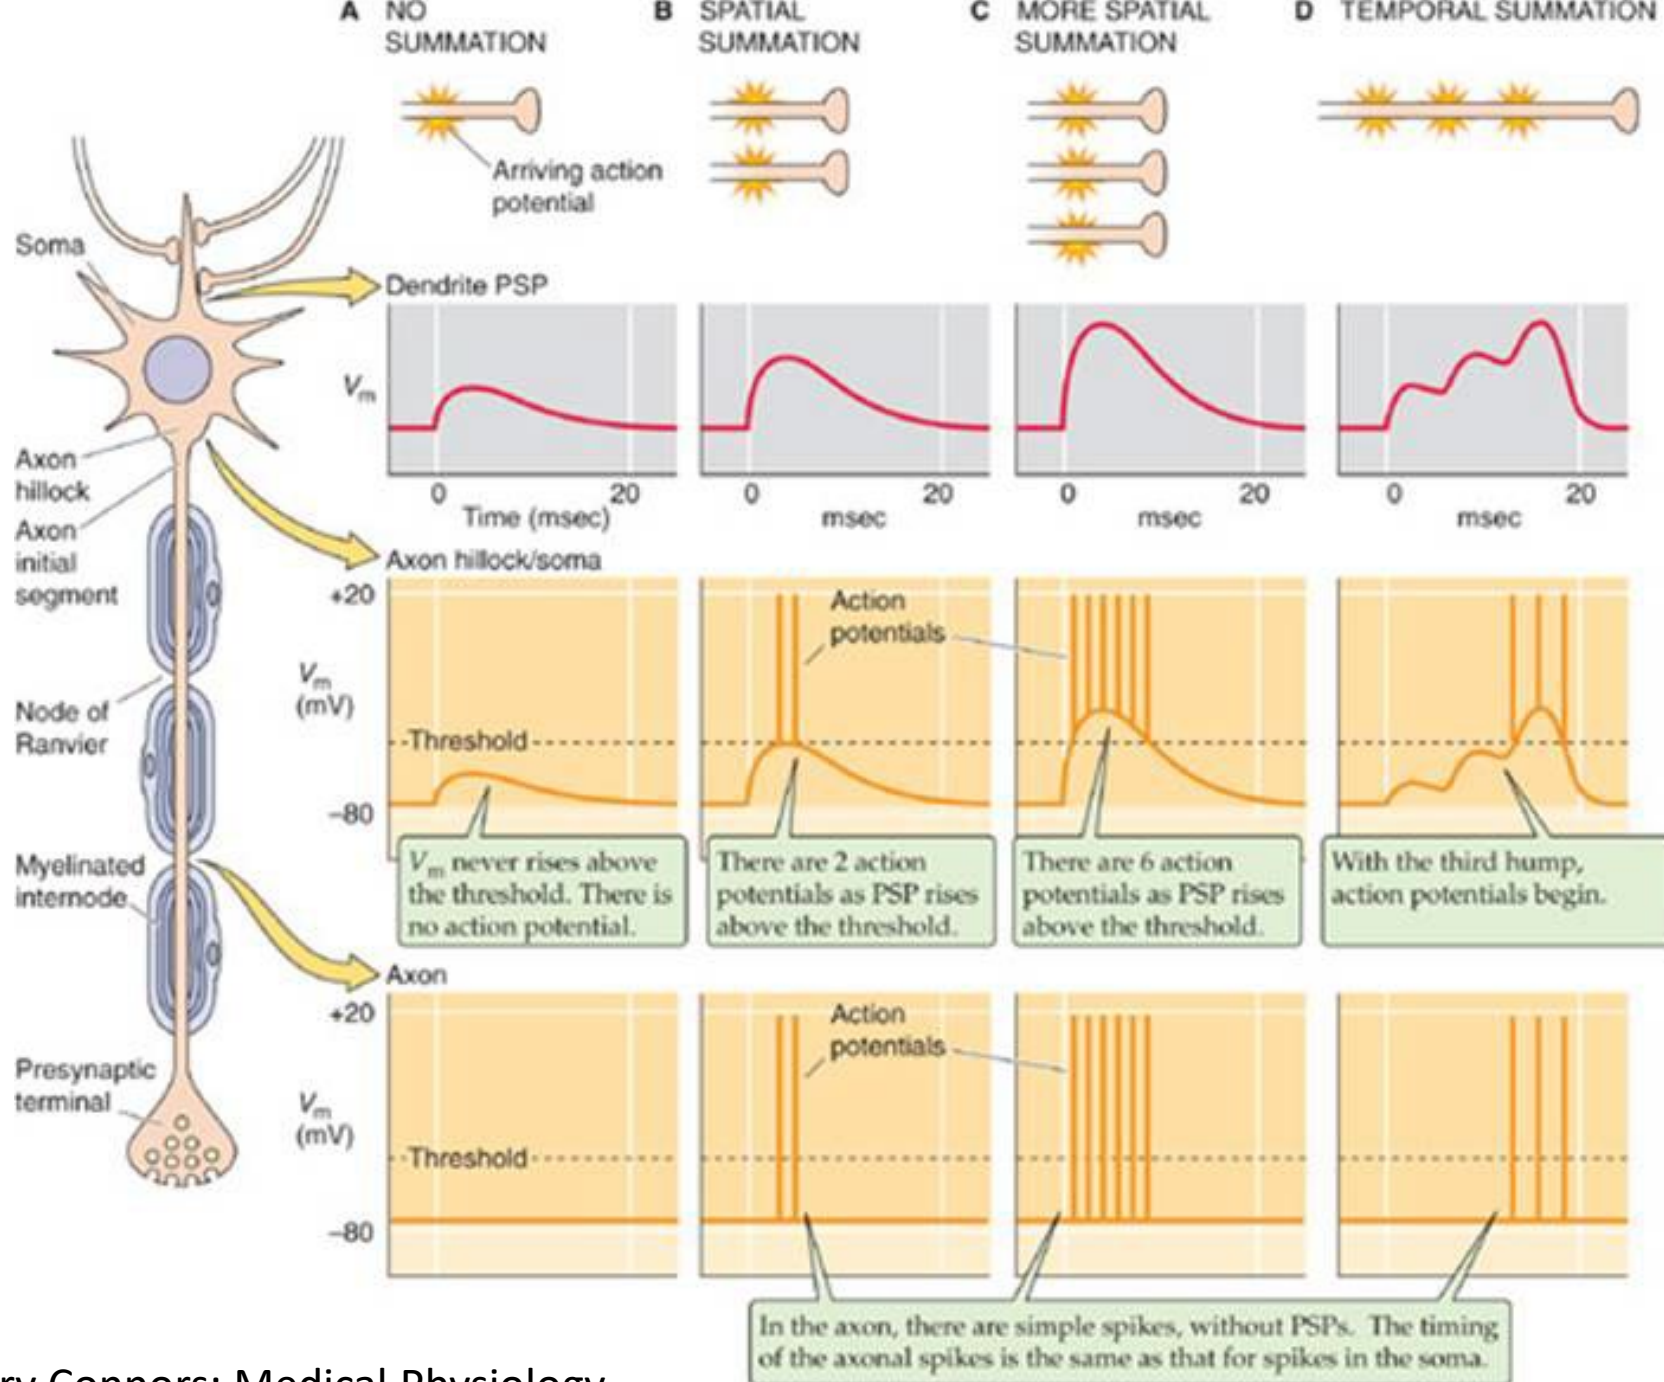 A NO SUMMATION
B SPATIAL SUMMATION
C MORE SPATIAL SUMMATION
D TEMPORAL SUMMATION
Arriving action
potential
Soma
Axon
hillock
Axon
initial
segment
Node of
Ranvier
Myelinated
internode
Presynaptic
terminal
Dendrite PSP
Vm
0 20
Time (msec)
0 20
msec
0 20
msec
0 20
msec
Axon hillock/soma
+20
Vm
(mV)
Threshold
-80
Action
potentials
Vm never rises above
the threshold. There is
no action potential.
There are 2 action
potentials as PSP rises
above the threshold.
There are 6 action
potentials as PSP rises
above the threshold.
With the third hump,
action potentials begin.
Axon
+20
Vm
(mV)
Threshold
-80
Action
potentials
In the axon, there are simple spikes, without PSPs. The timing
of the axonal spikes is the same as that for spikes in the soma.
ry Connors: Medical Physiology